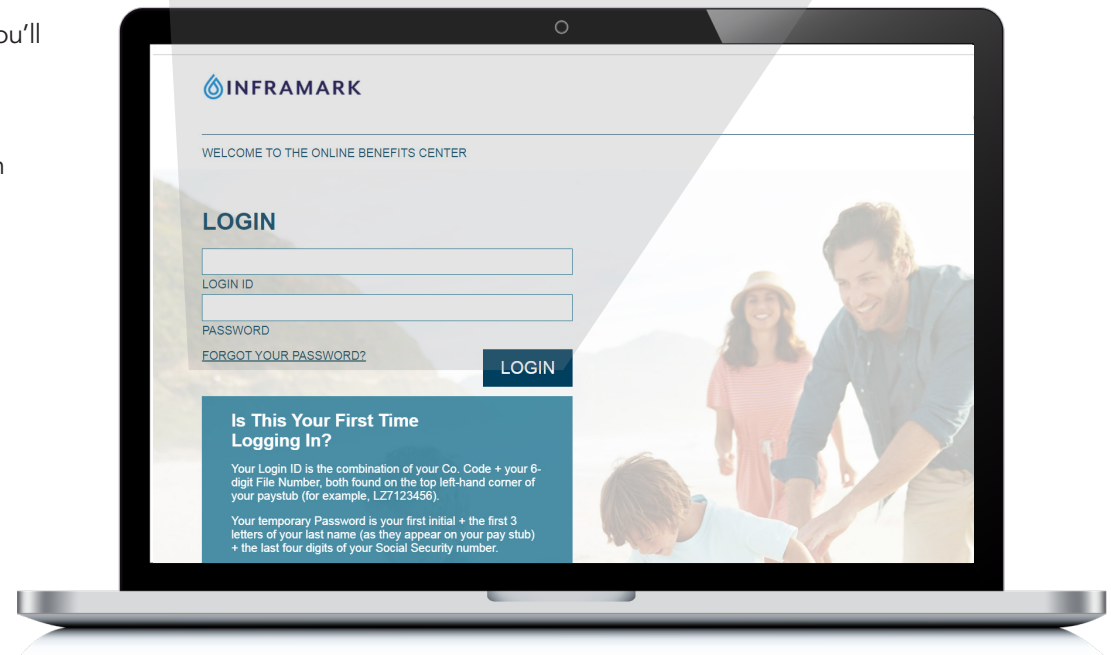 ou'll
INFRAMARK
WELCOME TO THE ONLINE BENEFITS CENTER
LOGIN
LOGIN ID
PASSWORD
FORGOT YOUR PASSWORD?
LOGIN
Is This Your First Time
Logging In?
Your Login ID is the combination of your Co. Code + your 6-
digit File Number, both found on the top left-hand corner of
your paystub (for example, LZ7123456).
Your temporary Password is your first initial + the first 3
letters of your last name (as they appear on your pay stub)
+ the last four digits of your Social Security number.